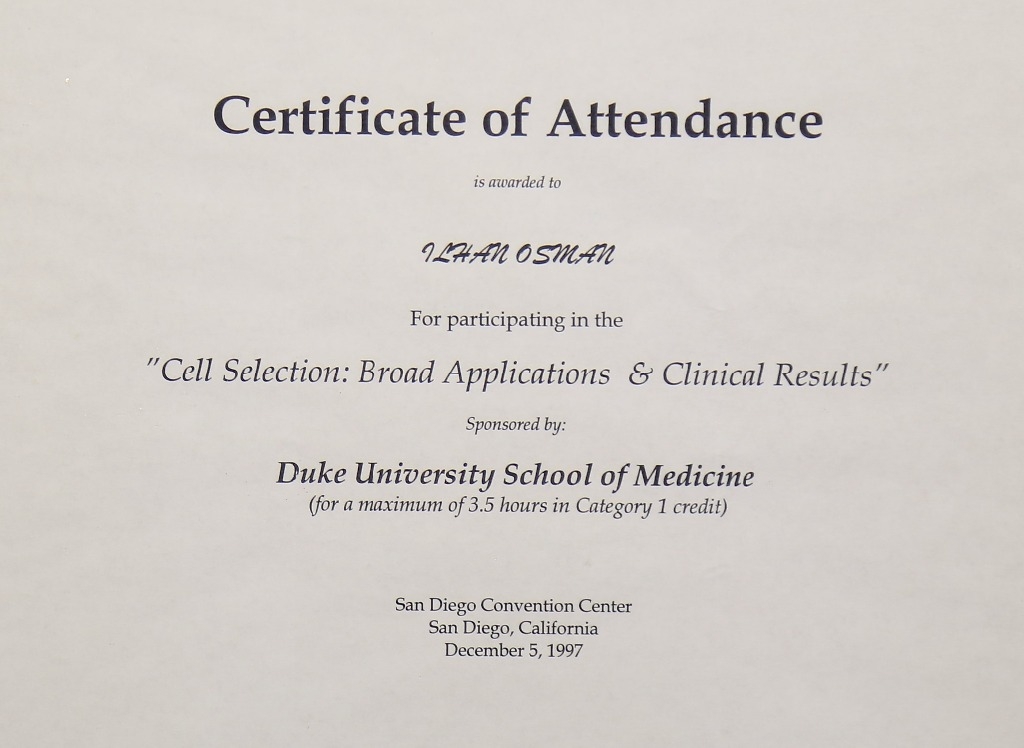 Certificate of Attendance
is awarded to
ILHAN OSMAN
For participating in the
"Cell Selection: Broad Applications & Clinical Results"
Sponsored by:
Duke University School of Medicine
(for a maximum of 3.5 hours in Category 1 credit)
San Diego Convention Center
San Diego, California
December 5, 1997